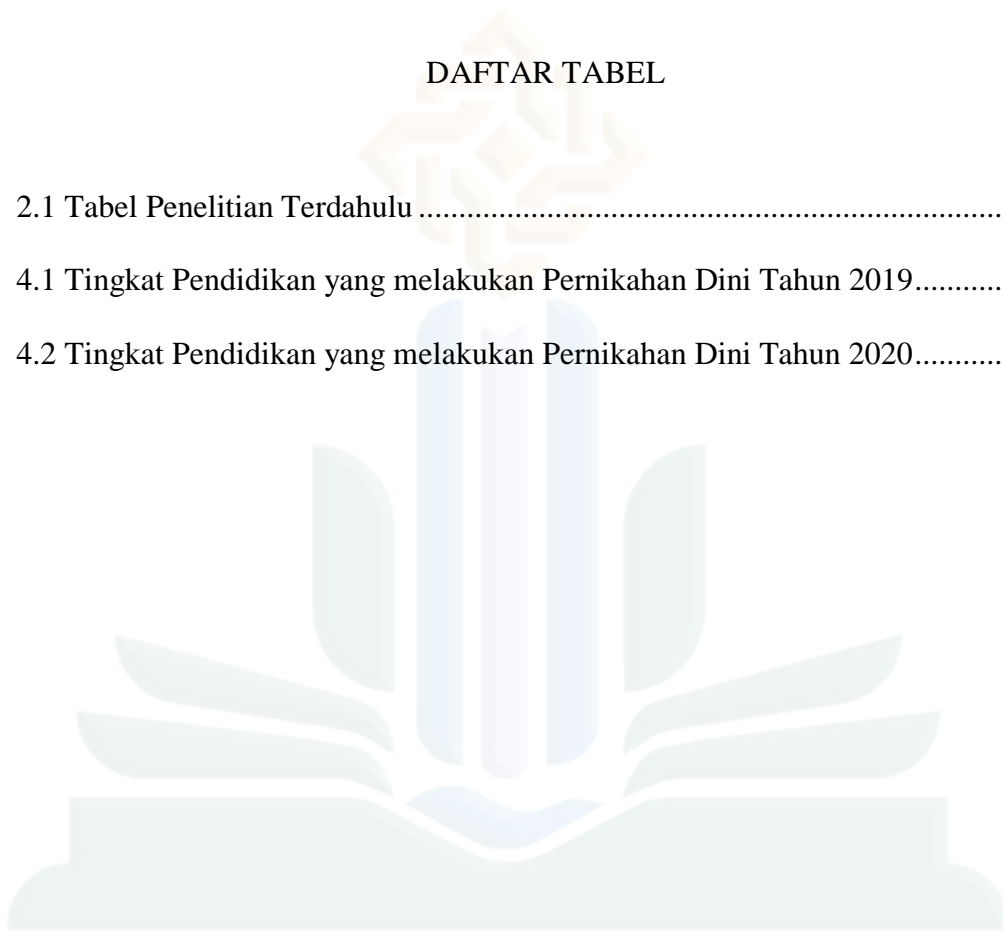 DAFTAR TABEL
2.1 Tabel Penelitian Terdahulu ........................................................................
4.1 Tingkat Pendidikan yang melakukan Pernikahan Dini Tahun 2019...........
4.2 Tingkat Pendidikan yang melakukan Pernikahan Dini Tahun 2020...........